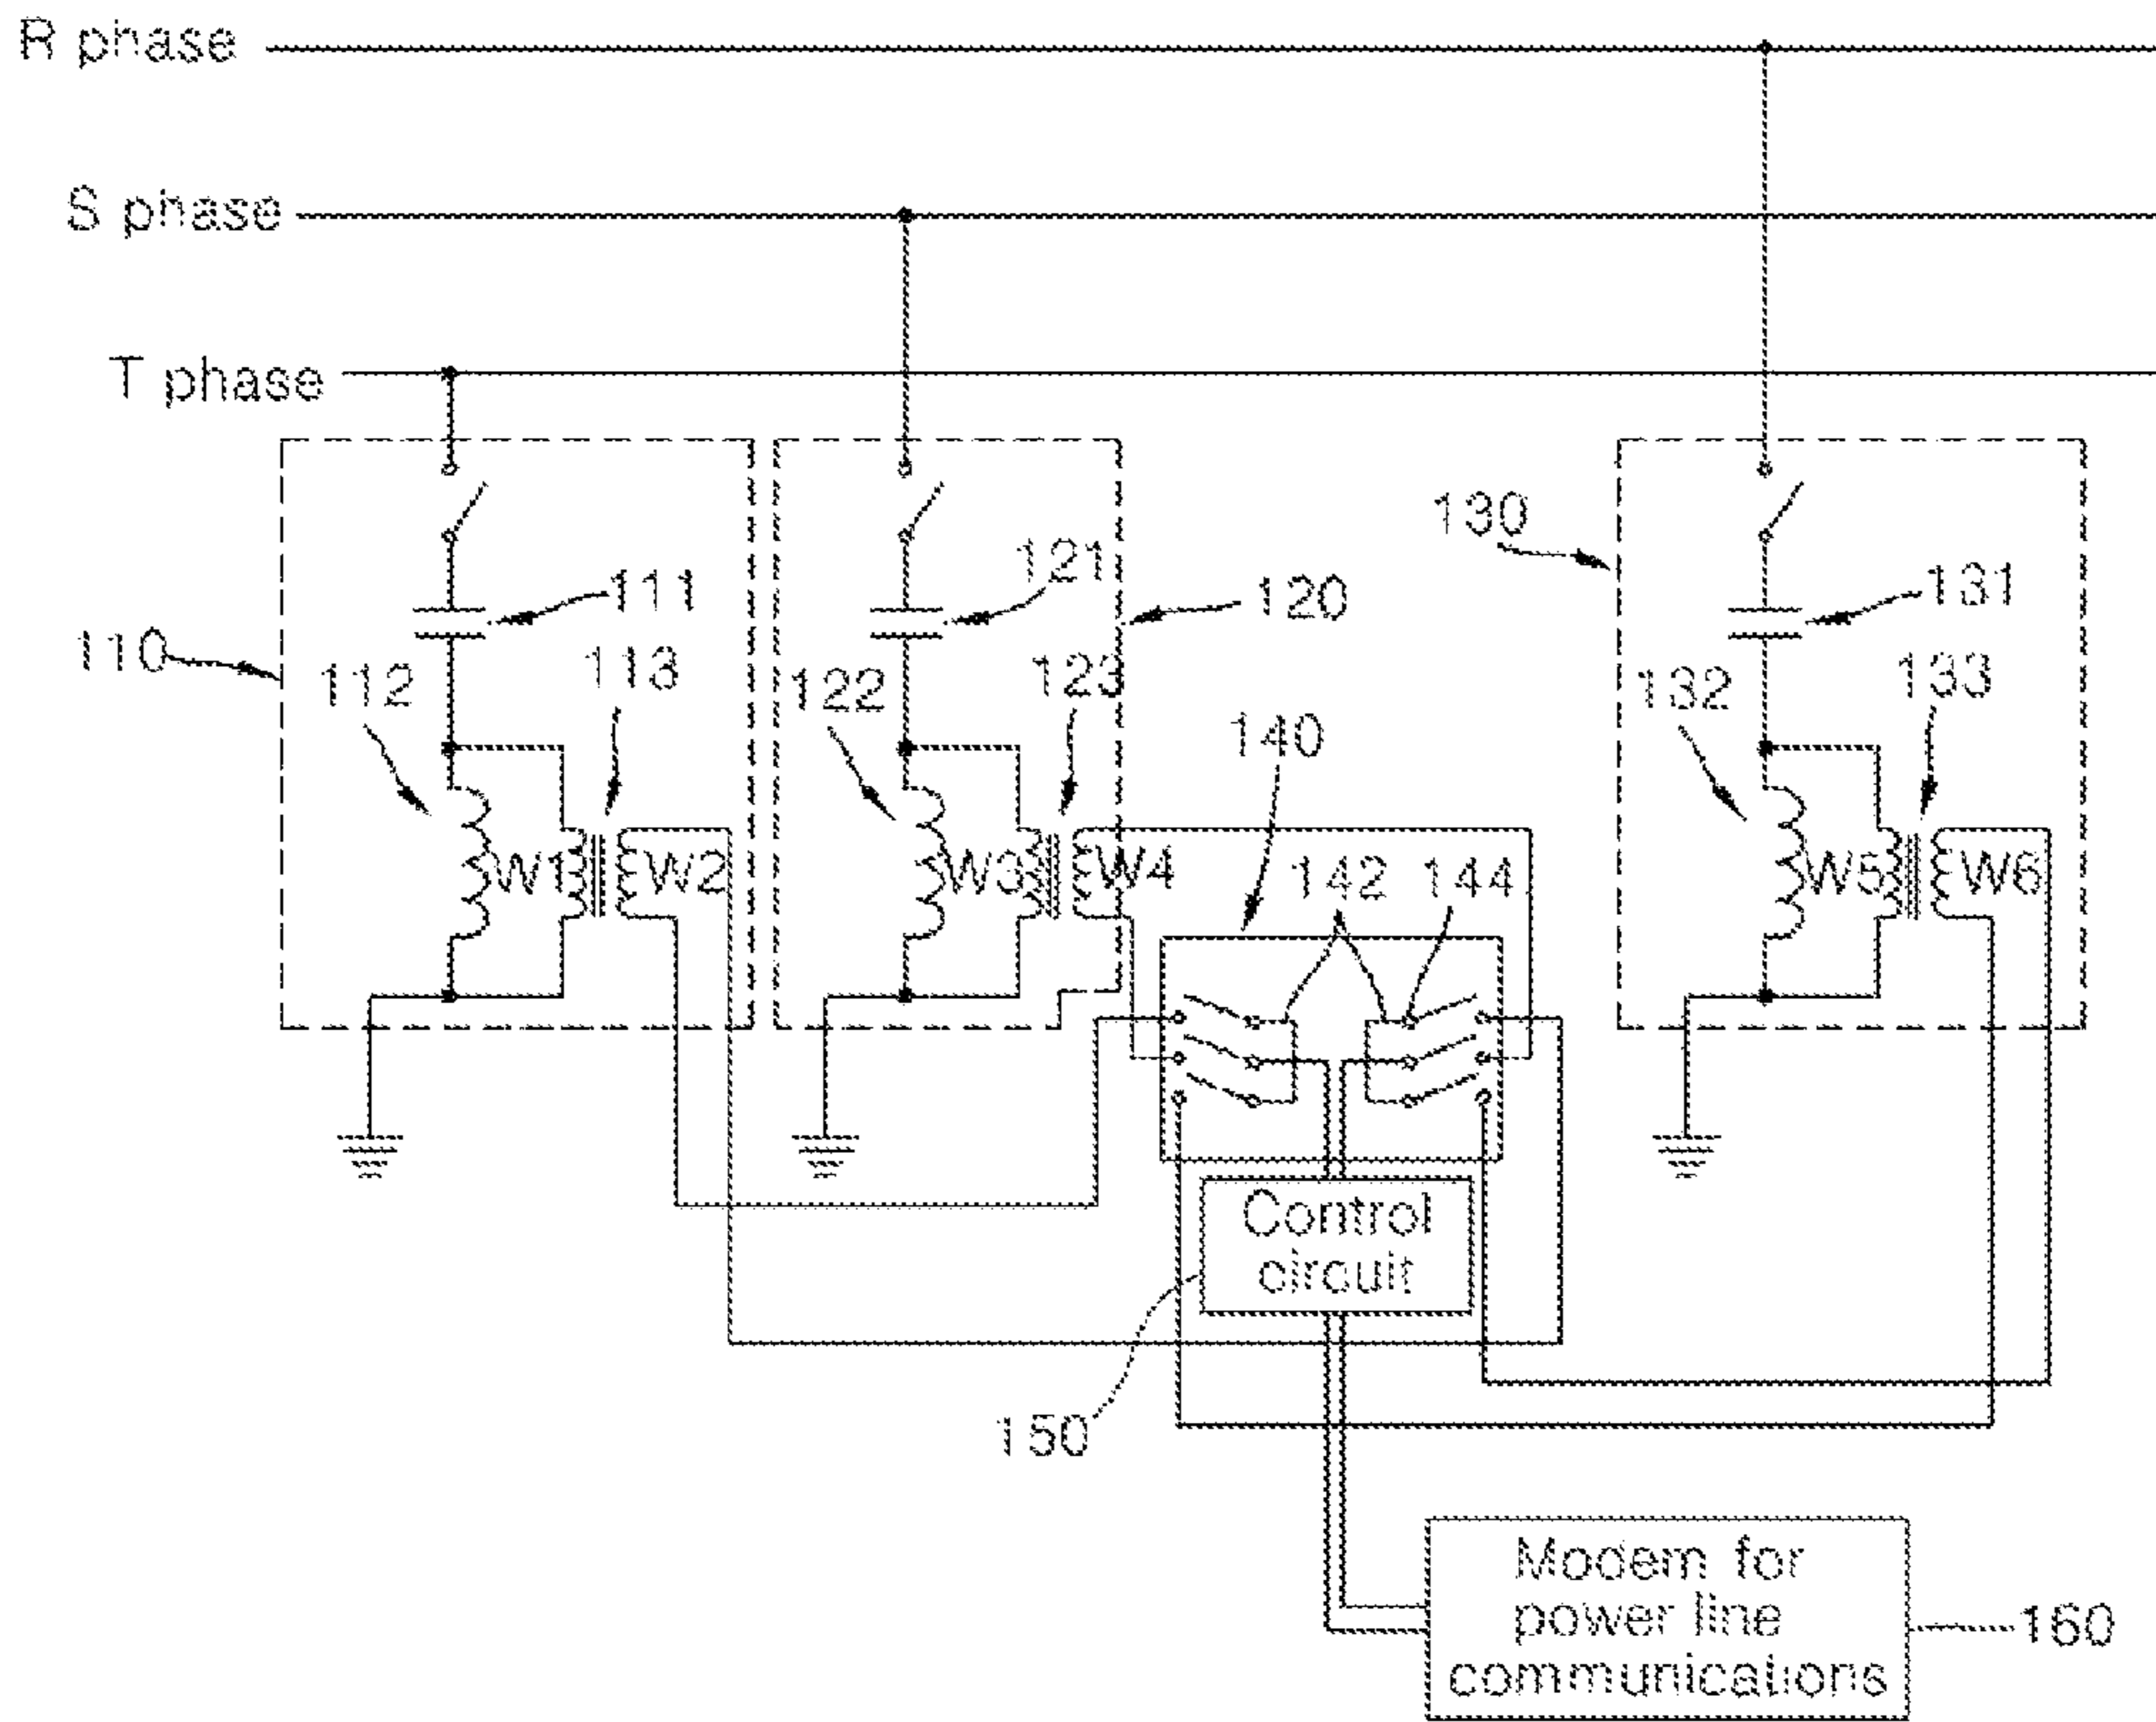 R phase
S phase
T phase
130
121
111
131
120
110
113
123
112
122
132
133
140
W1
W2
W3
W4
142
144
W5
W6
Control
circuit
150
Modem for
power line
communications
160